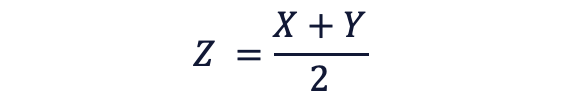 Z = (X + Y) / 2